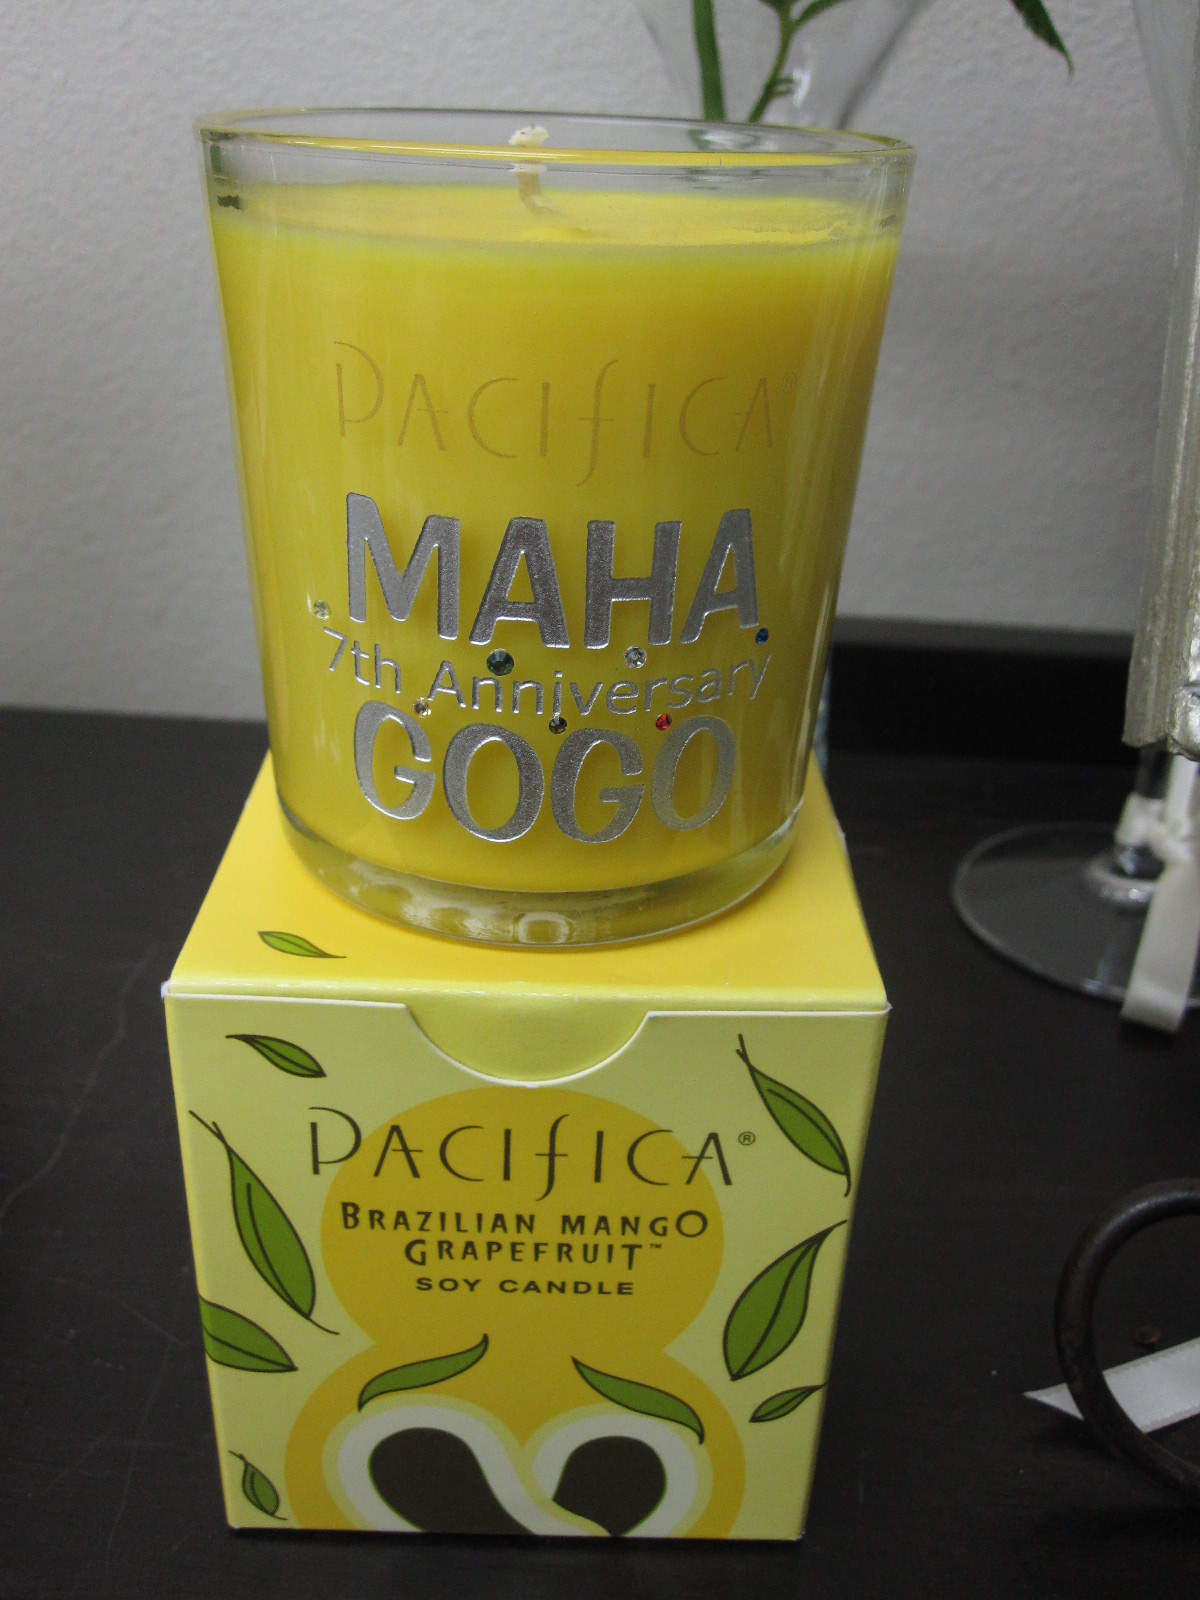 PACIFICA®
MAHA
7th Anniversary
GOGO
PACIFICA®
BRAZILIAN MANGO
GRAPEFRUIT™
SOY CANDLE